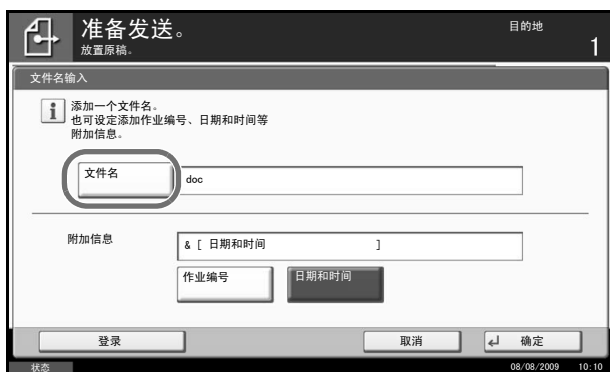 准备发送。
放置原稿。
目的地
1
文件名输入
添加一个文件名。
也可设定添加作业编号、日期和时间等
附加信息。
文件名
doc
附加信息
& [ 日期和时间 ]
作业编号
日期和时间
登录
取消
确定
状态
08/08/2009 10:10